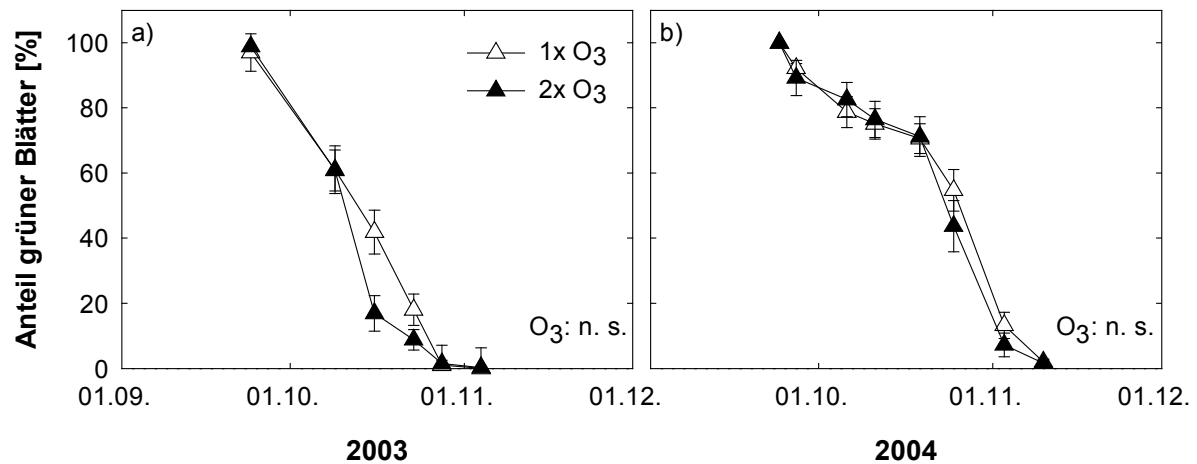 Anteil grüner Blätter [%]
100
80
60
40
20
0
a)
1x O3
2x O3
O3: n. s.
01.09.
01.10.
01.11.
01.12.
2003
b)
O3: n. s.
01.10.
01.11.
01.12.
2004